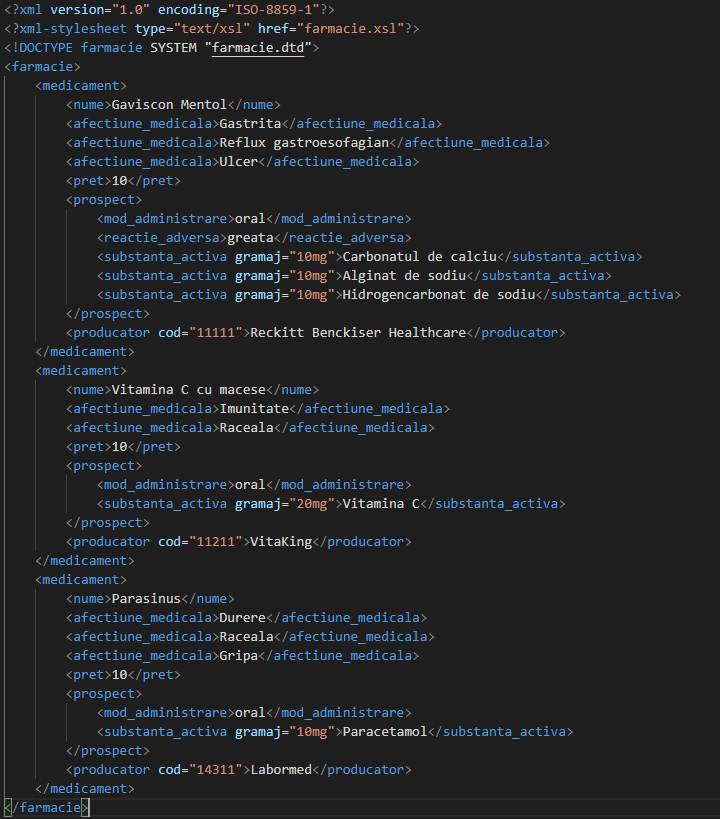 <?xml version="1.0" encoding="ISO-8859-1"?>
<?xml-stylesheet type="text/xsl" href="farmacie.xsl"?>
<!DOCTYPE farmacie SYSTEM "farmacie.dtd">
<farmacie>
    <medicament>
        <nume>Gaviscon Mentol</nume>
        <afectiune_medicala>Gastrita</afectiune_medicala>
        <afectiune_medicala>Reflux gastroesofagian</afectiune_medicala>
        <afectiune_medicala>Ulcer</afectiune_medicala>
        <pret>10</pret>
        <prospect>
            <mod_administrare>oral</mod_administrare>
            <reactie_adversa>greata</reactie_adversa>
            <substanta_activa gramaj="10mg">Carbonatul de calciu</substanta_activa>
            <substanta_activa gramaj="10mg">Alginat de sodiu</substanta_activa>
            <substanta_activa gramaj="10mg">Hidrogencarbonat de sodiu</substanta_activa>
        </prospect>
        <producator cod="11111">Reckitt Benckiser Healthcare</producator>
    </medicament>
    <medicament>
        <nume>Vitamina C cu macese</nume>
        <afectiune_medicala>Imunitate</afectiune_medicala>
        <afectiune_medicala>Raceala</afectiune_medicala>
        <pret>10</pret>
        <prospect>
            <mod_administrare>oral</mod_administrare>
            <substanta_activa gramaj="20mg">Vitamina C</substanta_activa>
        </prospect>
        <producator cod="11211">VitaKing</producator>
    </medicament>
    <medicament>
        <nume>Parasinus</nume>
        <afectiune_medicala>Durere</afectiune_medicala>
        <afectiune_medicala>Raceala</afectiune_medicala>
        <afectiune_medicala>Gripa</afectiune_medicala>
        <pret>10</pret>
        <prospect>
            <mod_administrare>oral</mod_administrare>
            <substanta_activa gramaj="10mg">Paracetamol</substanta_activa>
        </prospect>
        <producator cod="14311">Labormed</producator>
    </medicament>
</farmacie>